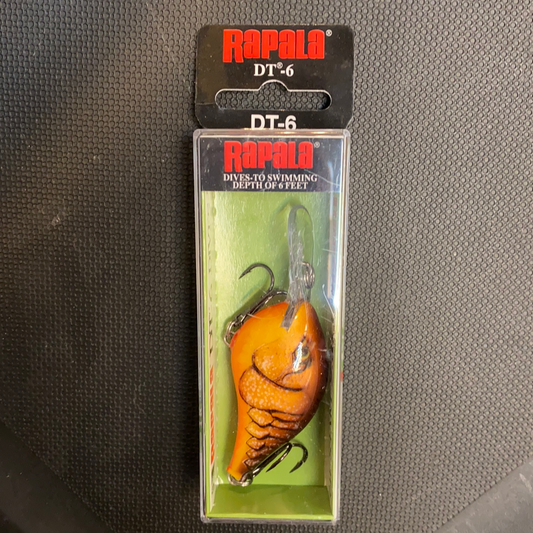 RAPALA®
DT®-6
DT-6
RAPALA®
DIVES-TO SWIMMING
DEPTH OF 6 FEET